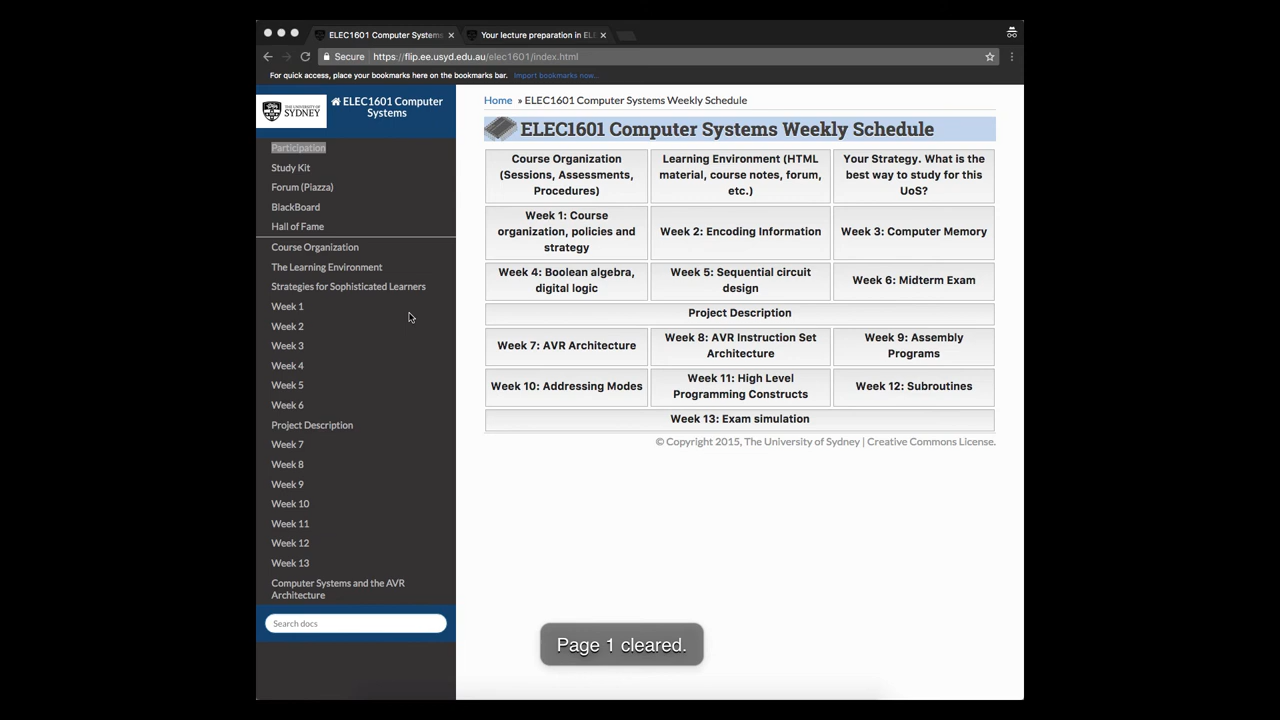 ELEC1601 Computer Systems
Your lecture preparation in ELE
Secure
https://flip.ee.usyd.edu.au/elec1601/index.html
For quick access, place your bookmarks here on the bookmarks bar. Import bookmarks now...
THE UNIVERSITY OF
SYDNEY
ELEC1601 Computer
Systems
Participation
Study Kit
Forum (Piazza)
BlackBoard
Hall of Fame
Course Organization
The Learning Environment
Strategies for Sophisticated Learners
Week 1
Week 2
Week 3
Week 4
Week 5
Week 6
Project Description
Week 7
Week 8
Week 9
Week 10
Week 11
Week 12
Week 13
Computer Systems and the AVR
Architecture
Search docs
Home » ELEC1601 Computer Systems Weekly Schedule
ELEC1601 Computer Systems Weekly Schedule
Course Organization
(Sessions, Assessments,
Procedures)
Learning Environment (HTML
material, course notes, forum,
etc.)
Your Strategy. What is the
best way to study for this
UoS?
Week 1: Course
organization, policies and
strategy
Week 2: Encoding Information
Week 3: Computer Memory
Week 4: Boolean algebra,
digital logic
Week 5: Sequential circuit
design
Week 6: Midterm Exam
Project Description
Week 7: AVR Architecture
Week 8: AVR Instruction Set
Architecture
Week 9: Assembly
Programs
Week 10: Addressing Modes
Week 11: High Level
Programming Constructs
Week 12: Subroutines
Week 13: Exam simulation
© Copyright 2015, The University of Sydney | Creative Commons License.
Page 1 cleared.